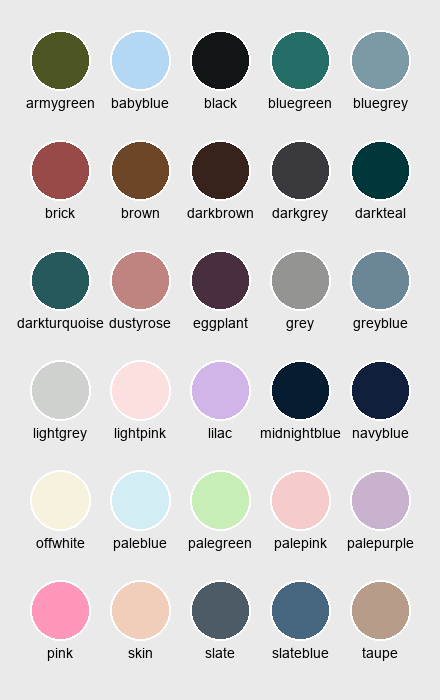 armygreen babyblue black bluegreen bluegrey
brick brown darkbrown darkgrey darkteal
darkturquoise dustyrose eggplant grey greyblue
lightgrey lightpink lilac midnightblue navyblue
offwhite paleblue palegreen palepink palepurple
pink skin slate slateblue taupe